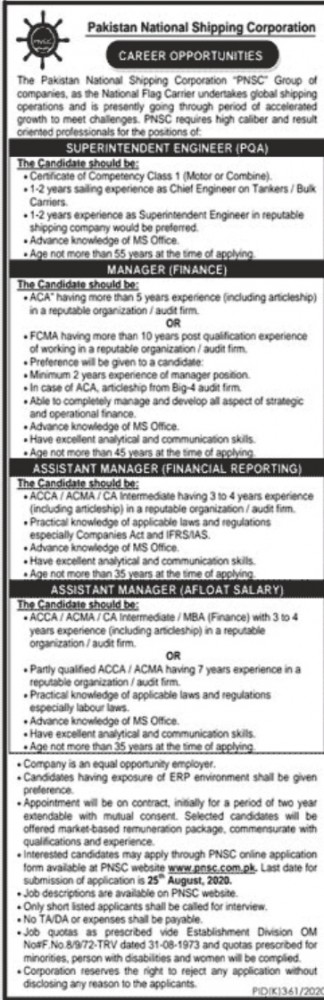 PNSC
Pakistan National Shipping Corporation
CAREER OPPORTUNITIES
The Pakistan National Shipping Corporation "PNSC" Group of
companies, as the National Flag Carrier undertakes global shipping
operations and is presently going through period of accelerated
growth to meet challenges. PNSC requires high caliber and result
oriented professionals for the positions of:
SUPERINTENDENT ENGINEER (PQA)
The Candidate should be:
• Certificate of Competency Class 1 (Motor or Combine).
• 1-2 years sailing experience as Chief Engineer on Tankers / Bulk
Carriers.
• 1-2 years experience as Superintendent Engineer in reputable
shipping company would be preferred.
• Advance knowledge of MS Office.
• Age not more than 55 years at the time of applying.
MANAGER (FINANCE)
The Candidate should be:
• ACA" having more than 5 years experience (including articleship)
in a reputable organization / audit firm.
OR
• FCMA having more than 10 years post qualification experience
of working in a reputable organization / audit firm.
• Preference will be given to a candidate:
• Minimum 2 years experience of manager position.
• In case of ACA, articleship from Big-4 audit firm.
• Able to completely manage and develop all aspect of strategic
and operational finance.
• Advance knowledge of MS Office.
• Have excellent analytical and communication skills.
• Age not more than 45 years at the time of applying.
ASSISTANT MANAGER (FINANCIAL REPORTING)
The Candidate should be:
• ACCA / ACMA / CA Intermediate having 3 to 4 years experience
(including articleship) in a reputable organization / audit firm.
• Practical knowledge of applicable laws and regulations
especially Companies Act and IFRS/IAS.
• Advance knowledge of MS Office.
• Have excellent analytical and communication skills.
• Age not more than 35 years at the time of applying.
ASSISTANT MANAGER (AFLOAT SALARY)
The Candidate should be:
• ACCA / ACMA / CA Intermediate / MBA (Finance) with 3 to 4
years experience (including articleship) in a reputable
organization / audit firm.
OR
• Partly qualified ACCA / ACMA having 7 years experience in a
reputable organization / audit firm.
• Practical knowledge of applicable laws and regulations
especially labour laws.
• Advance knowledge of MS Office.
• Have excellent analytical and communication skills.
• Age not more than 35 years at the time of applying.
• Company is an equal opportunity employer.
• Candidates having exposure of ERP environment shall be given
preference.
• Appointment will be on contract, initially for a period of two year
extendable with mutual consent. Selected candidates will be
offered market-based remuneration package, commensurate with
qualifications and experience.
• Interested candidates may apply through PNSC online application
form available at PNSC website www.pnsc.com.pk. Last date for
submission of application is 25th August, 2020.
• Job descriptions are available on PNSC website.
• Only short listed applicants shall be called for interview.
• No TA/DA or expenses shall be payable.
• Job quotas as prescribed vide Establishment Division OM
No#F.No.8/9/72-TRV dated 31-08-1973 and quotas prescribed for
minorities, person with disabilities and women will be complied.
• Corporation reserves the right to reject any application without
disclosing any reason to the applicants.
PID(K)361/2020